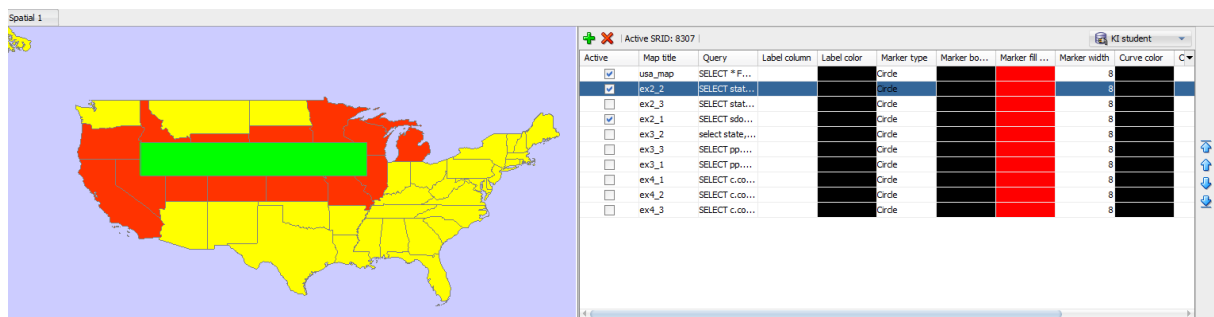 Spatial 1
Active SRID: 8307
KI student
Active Map title Query Label column Label color Marker type Marker bo... Marker fill ... Marker width Curve color C
usa_map SELECT * F... Circle 8
ex2_2 SELECT stat... Circle 8
ex2_3 SELECT stat... Circle 8
ex2_1 SELECT sdo... Circle 8
ex3_2 select state,... Circle 8
ex3_3 SELECT pp.... Circle 8
ex3_1 SELECT pp.... Circle 8
ex4_1 SELECT c.co... Circle 8
ex4_2 SELECT c.co... Circle 8
ex4_3 SELECT c.co... Circle 8